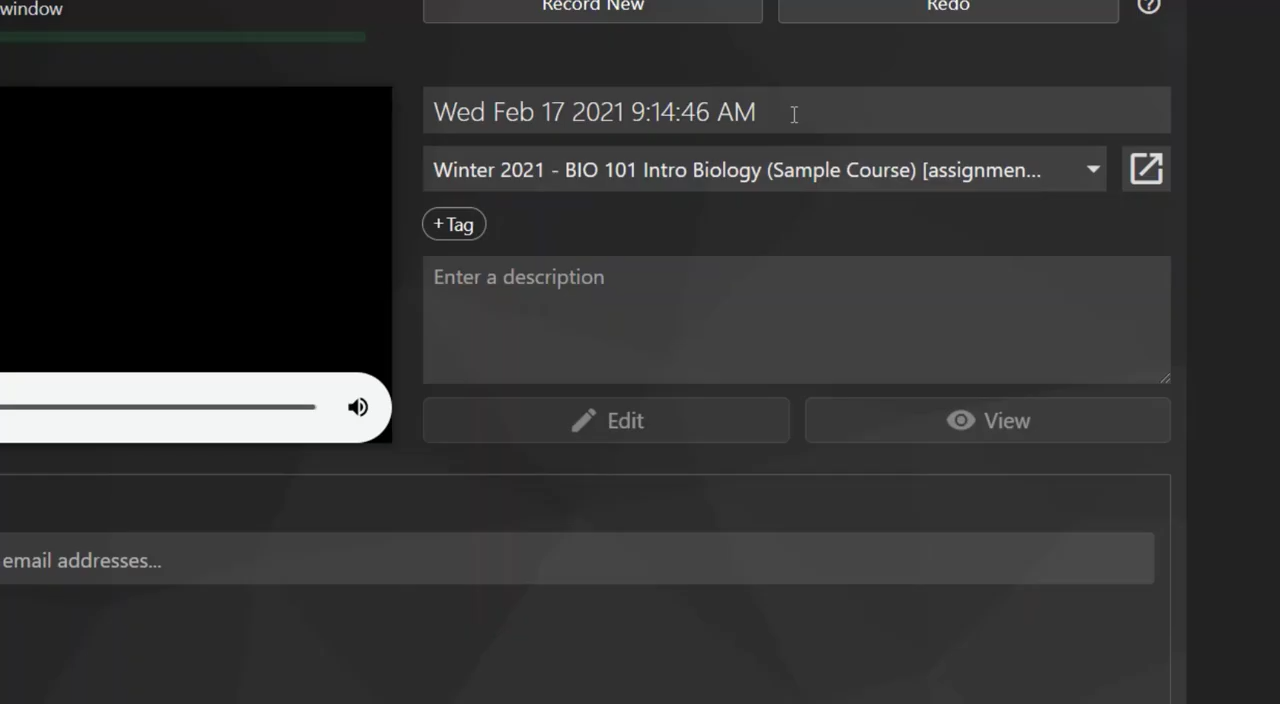 window
Record New
Redo
Wed Feb 17 2021 9:14:46 AM
Winter 2021 - BIO 101 Intro Biology (Sample Course) [assignmen...
+Tag
Enter a description
Edit
View
email addresses...